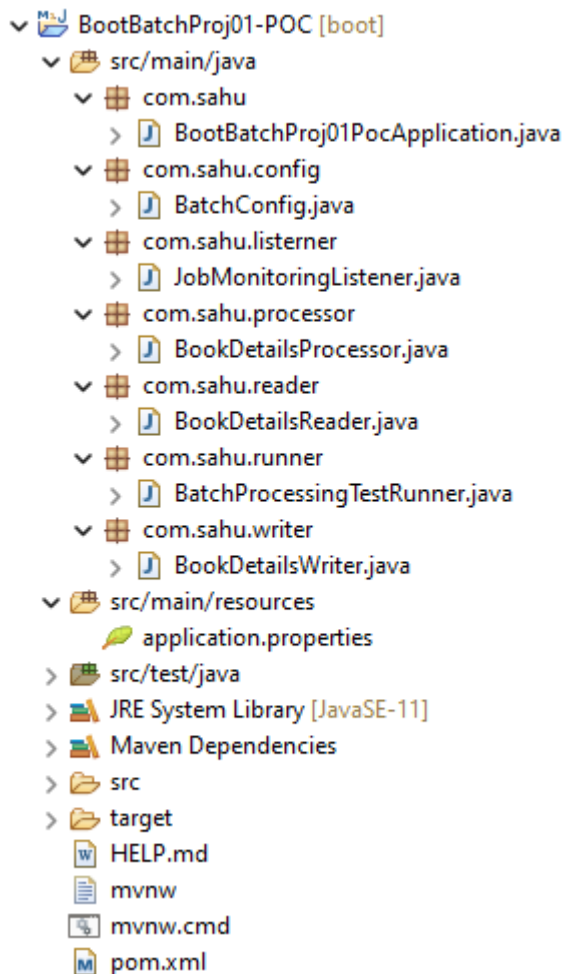 BootBatchProj01-POC [boot]
src/main/java
com.sahu
BootBatchProj01PocApplication.java
com.sahu.config
BatchConfig.java
com.sahu.listerner
JobMonitoringListener.java
com.sahu.processor
BookDetailsProcessor.java
com.sahu.reader
BookDetailsReader.java
com.sahu.runner
BatchProcessingTestRunner.java
com.sahu.writer
BookDetailsWriter.java
src/main/resources
application.properties
src/test/java
JRE System Library [JavaSE-11]
Maven Dependencies
src
target
HELP.md
mvnw
mvnw.cmd
pom.xml